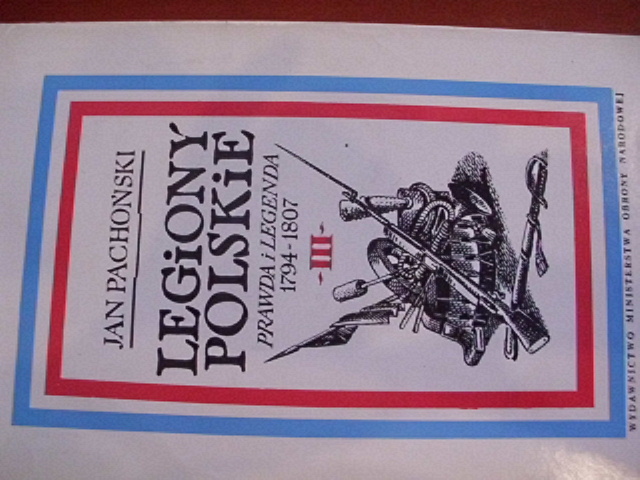 JAN PACHOŃSKI
LEGiONY
POLSKiE
PRAWDA i LEGENDA
1794-1807
III
WYDAWNICTWO MINISTERSTWA OBRONY NARODOWEJ